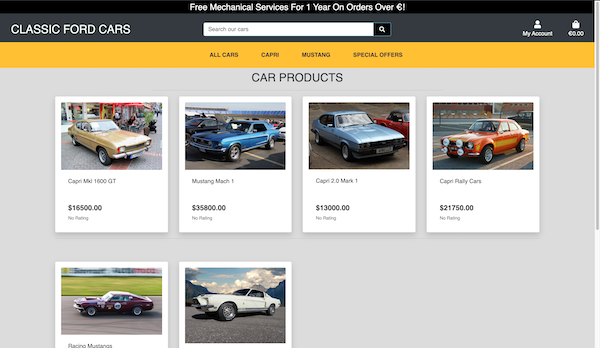 Free Mechanical Services For 1 Year On Orders Over €!
CLASSIC FORD CARS
Search our cars
My Account
€0.00
ALL CARS
CAPRI
MUSTANG
SPECIAL OFFERS
CAR PRODUCTS
Capri MkI 1600 GT
Mustang Mach 1
Capri 2.0 Mark 1
Capri Rally Cars
$16500.00
$35800.00
$13000.00
$21750.00
No Rating
No Rating
No Rating
No Rating
Racing Mustangs